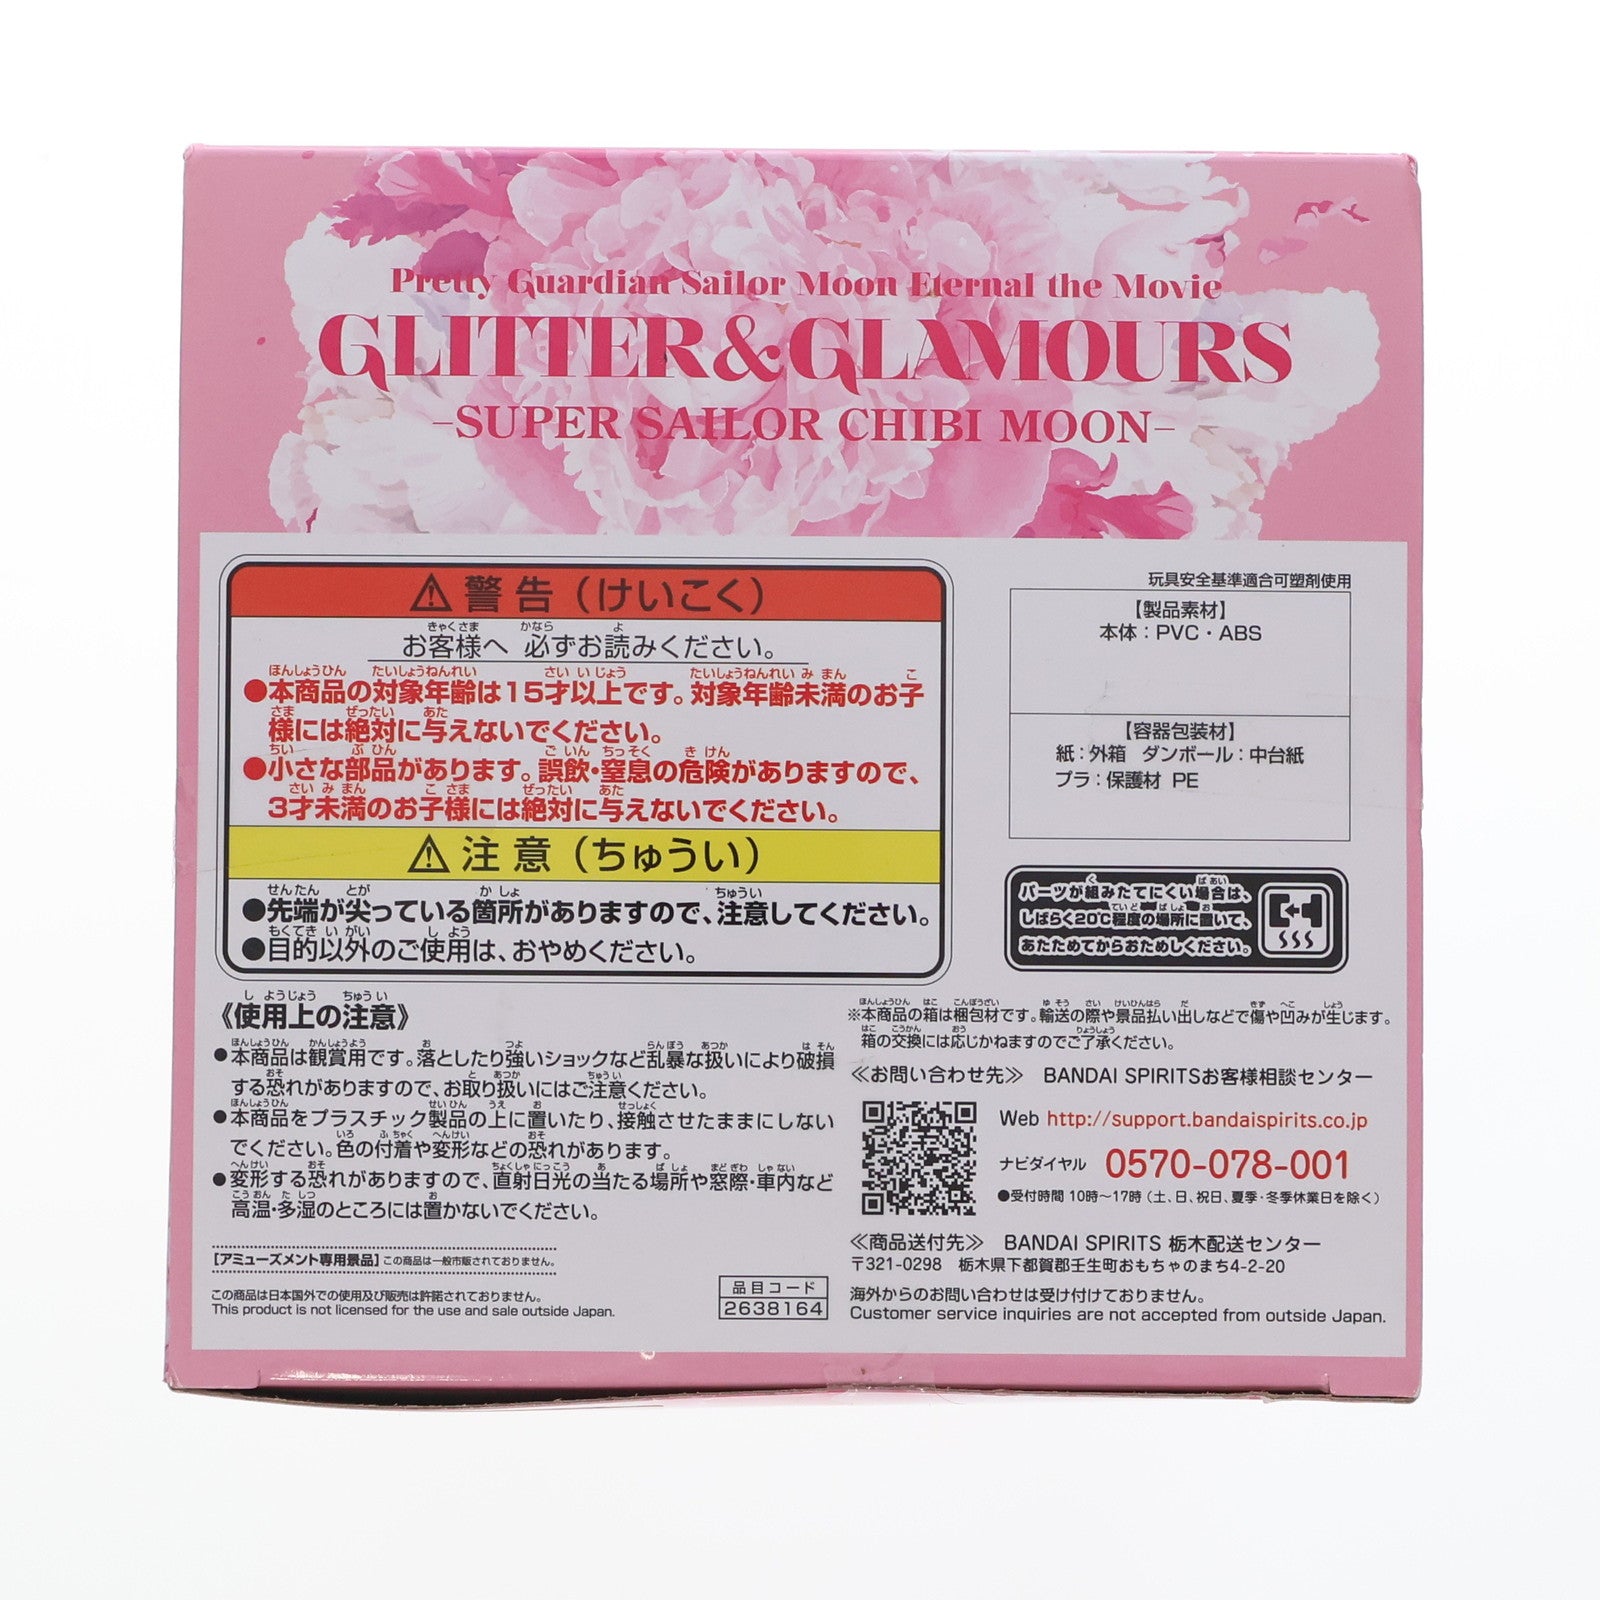 Pretty Guardian Sailor Moon Eternal the Movie
GLITTER&GLAMOURS
-SUPER SAILOR CHIBI MOON-
⚠警告（けいこく）
お客様へ 必ずお読みください。
●本商品の対象年齢は15才以上です。対象年齢未満のお子
様には絶対に与えないでください。
●小さな部品があります。誤飲・窒息の危険がありますので、
3才未満のお子様には絶対に与えないでください。
⚠注意（ちゅうい）
●先端が尖っている箇所がありますので、注意してください。
●目的以外のご使用は、おやめください。
《使用上の注意》
●本商品は観賞用です。落としたり強いショックなど乱暴な扱いにより破損
する恐れがありますので、お取り扱いにはご注意ください。
●本商品をプラスチック製品の上に置いたり、接触させたままにしない
でください。色の付着や変形などの恐れがあります。
●変形する恐れがありますので、直射日光の当たる場所や窓際・車内など
高温・多湿のところには置かないでください。
[アミューズメント専用景品] この商品は一般市販されておりません。
この商品は日本国外での使用及び販売は許諾されておりません。
This product is not licensed for the use and sale outside Japan.
品目コード
2638164
玩具安全基準適合可塑剤使用
【製品素材】
本体：PVC・ABS
【容器包装材】
紙：外箱 ダンボール：中台紙
プラ：保護材 PE
パーツが組みたてにくい場合は、
しばらく20℃程度の場所に置いて、
あたためてからおためしください。
※本商品の箱は梱包材です。輸送の際や景品払い出しなどで傷や凹みが生じます。
箱の交換には応じかねますのでご了承ください。
≪お問い合わせ先≫ BANDAI SPIRITSお客様相談センター
Web http://support.bandaispirits.co.jp
ナビダイヤル 0570-078-001
●受付時間 10時～17時（土、日、祝日、夏季・冬季休業日を除く）
≪商品送付先≫ BANDAI SPIRITS 栃木配送センター
〒321-0298 栃木県下都賀郡壬生町おもちゃのまち4-2-20
海外からのお問い合わせは受け付けておりません。
Customer service inquiries are not accepted from outside Japan.